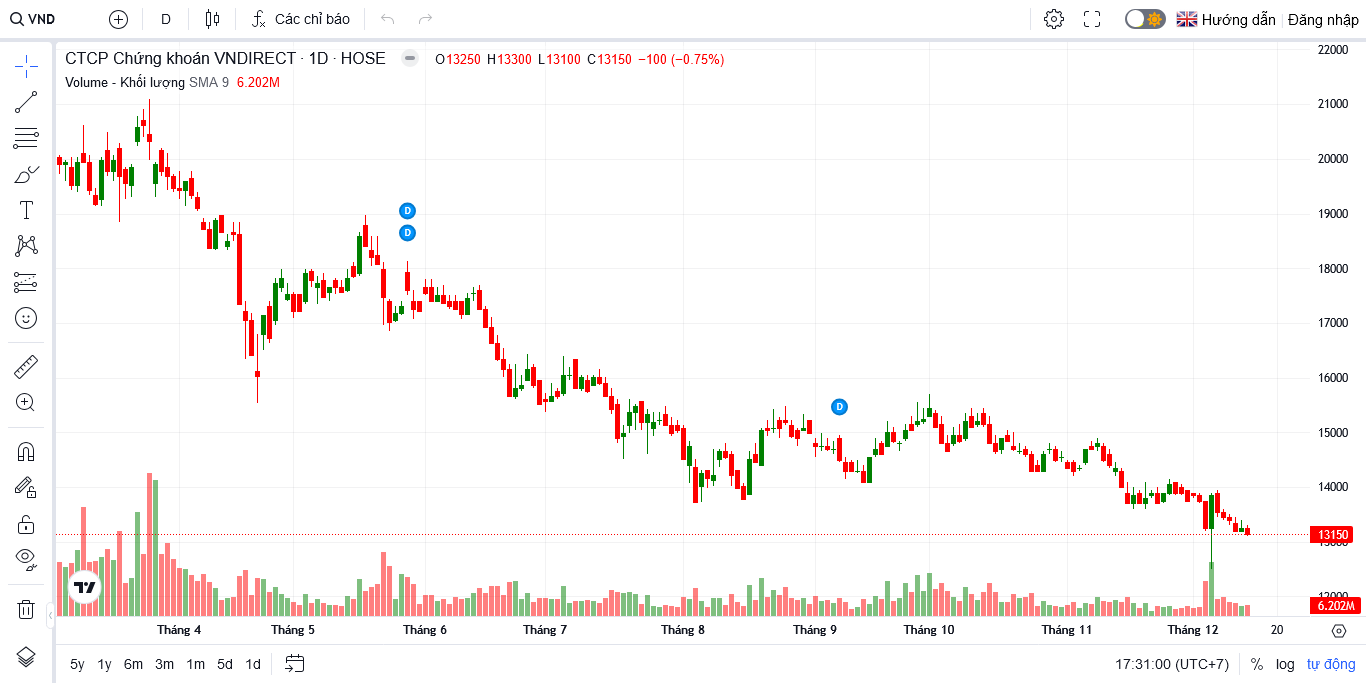 VND D Các chỉ báo Hướng dẫn Đăng nhập
CTCP Chứng khoán VNDIRECT · 1D · HOSE O13250 H13300 L13100 C13150 −100 (−0.75%)
Volume - Khối lượng SMA 9 6.202M
22000
21000
20000
19000
18000
17000
16000
15000
14000
13150
13000
12000
6.202M
D
D
D
Tháng 4 Tháng 5 Tháng 6 Tháng 7 Tháng 8 Tháng 9 Tháng 10 Tháng 11 Tháng 12 20
5y 1y 6m 3m 1m 5d 1d 17:31:00 (UTC+7) % log tự động